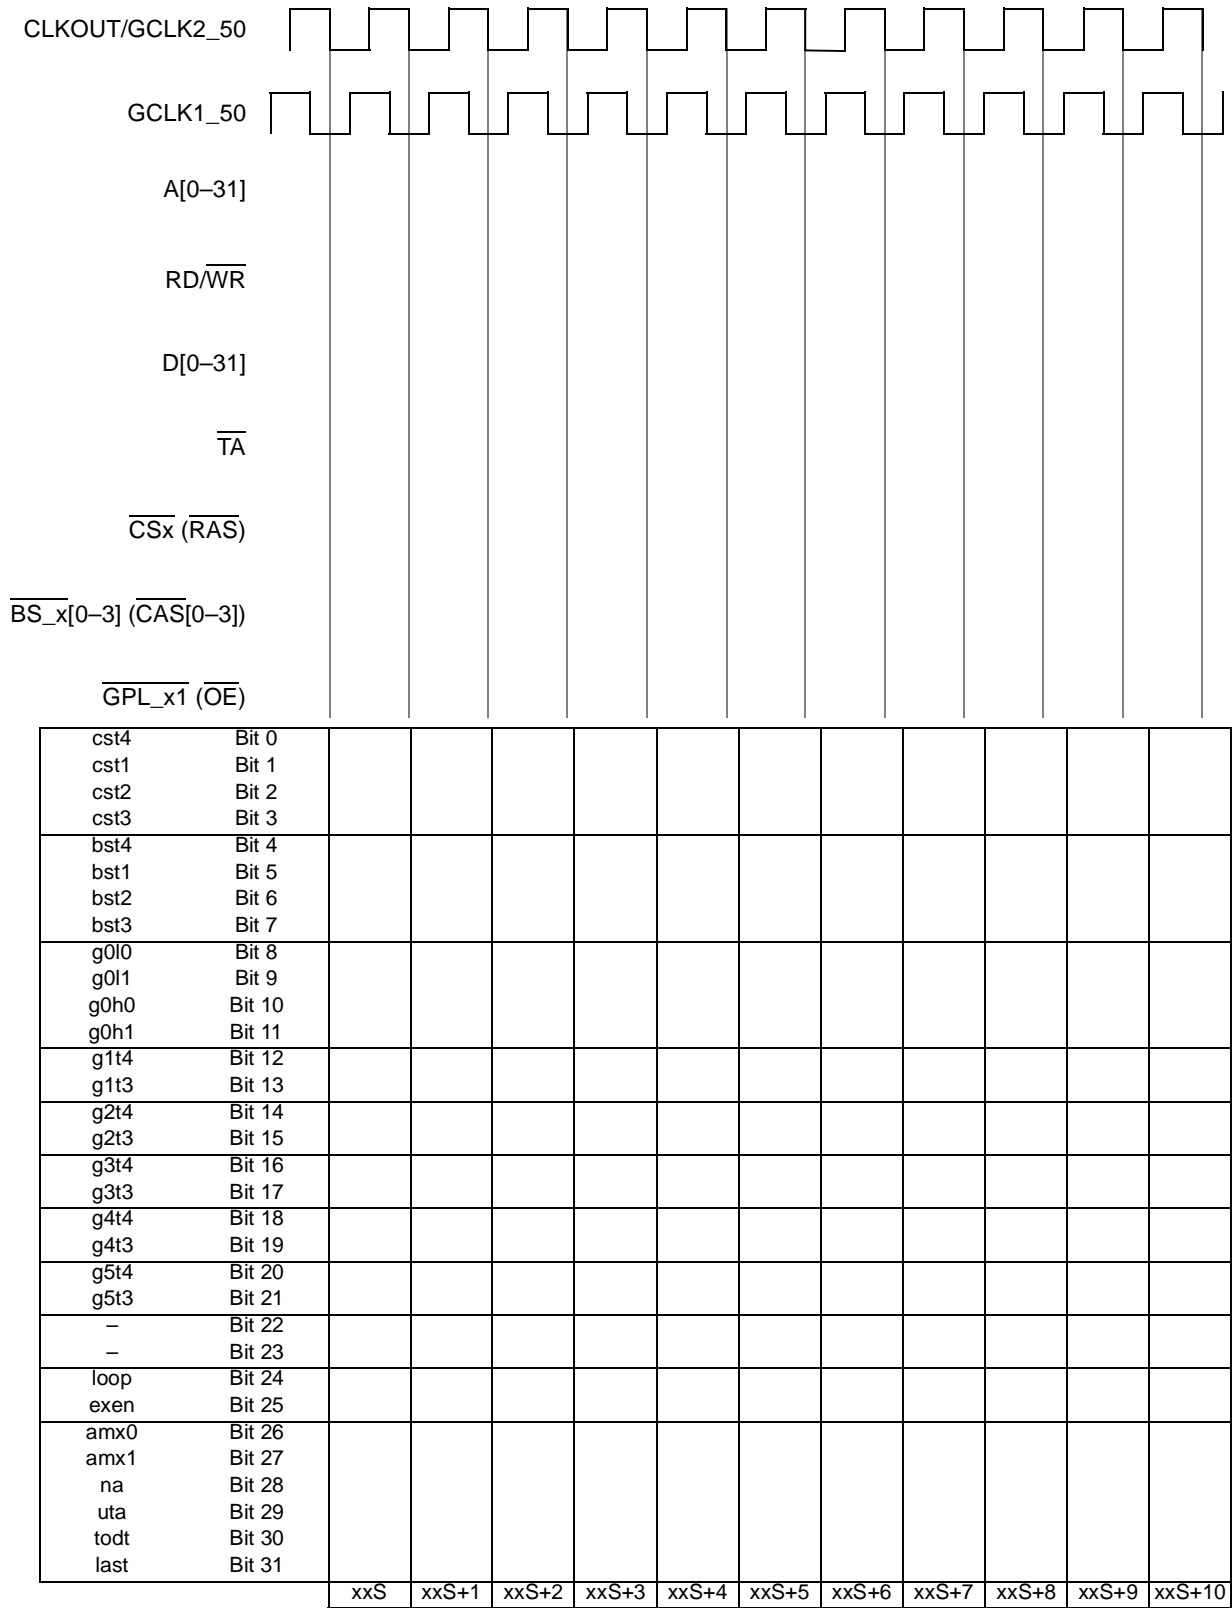 CLKOUT/GCLK2_50
GCLK1_50
A[0–31]
RD/WR
D[0–31]
TA
CSx (RAS)
BS_x[0–3] (CAS[0–3])
GPL_x1 (OE)
cst4 Bit 0
cst1 Bit 1
cst2 Bit 2
cst3 Bit 3
bst4 Bit 4
bst1 Bit 5
bst2 Bit 6
bst3 Bit 7
g0l0 Bit 8
g0l1 Bit 9
g0h0 Bit 10
g0h1 Bit 11
g1t4 Bit 12
g1t3 Bit 13
g2t4 Bit 14
g2t3 Bit 15
g3t4 Bit 16
g3t3 Bit 17
g4t4 Bit 18
g4t3 Bit 19
g5t4 Bit 20
g5t3 Bit 21
– Bit 22
– Bit 23
loop Bit 24
exen Bit 25
amx0 Bit 26
amx1 Bit 27
na Bit 28
uta Bit 29
todt Bit 30
last Bit 31
xxS xxS+1 xxS+2 xxS+3 xxS+4 xxS+5 xxS+6 xxS+7 xxS+8 xxS+9 xxS+10